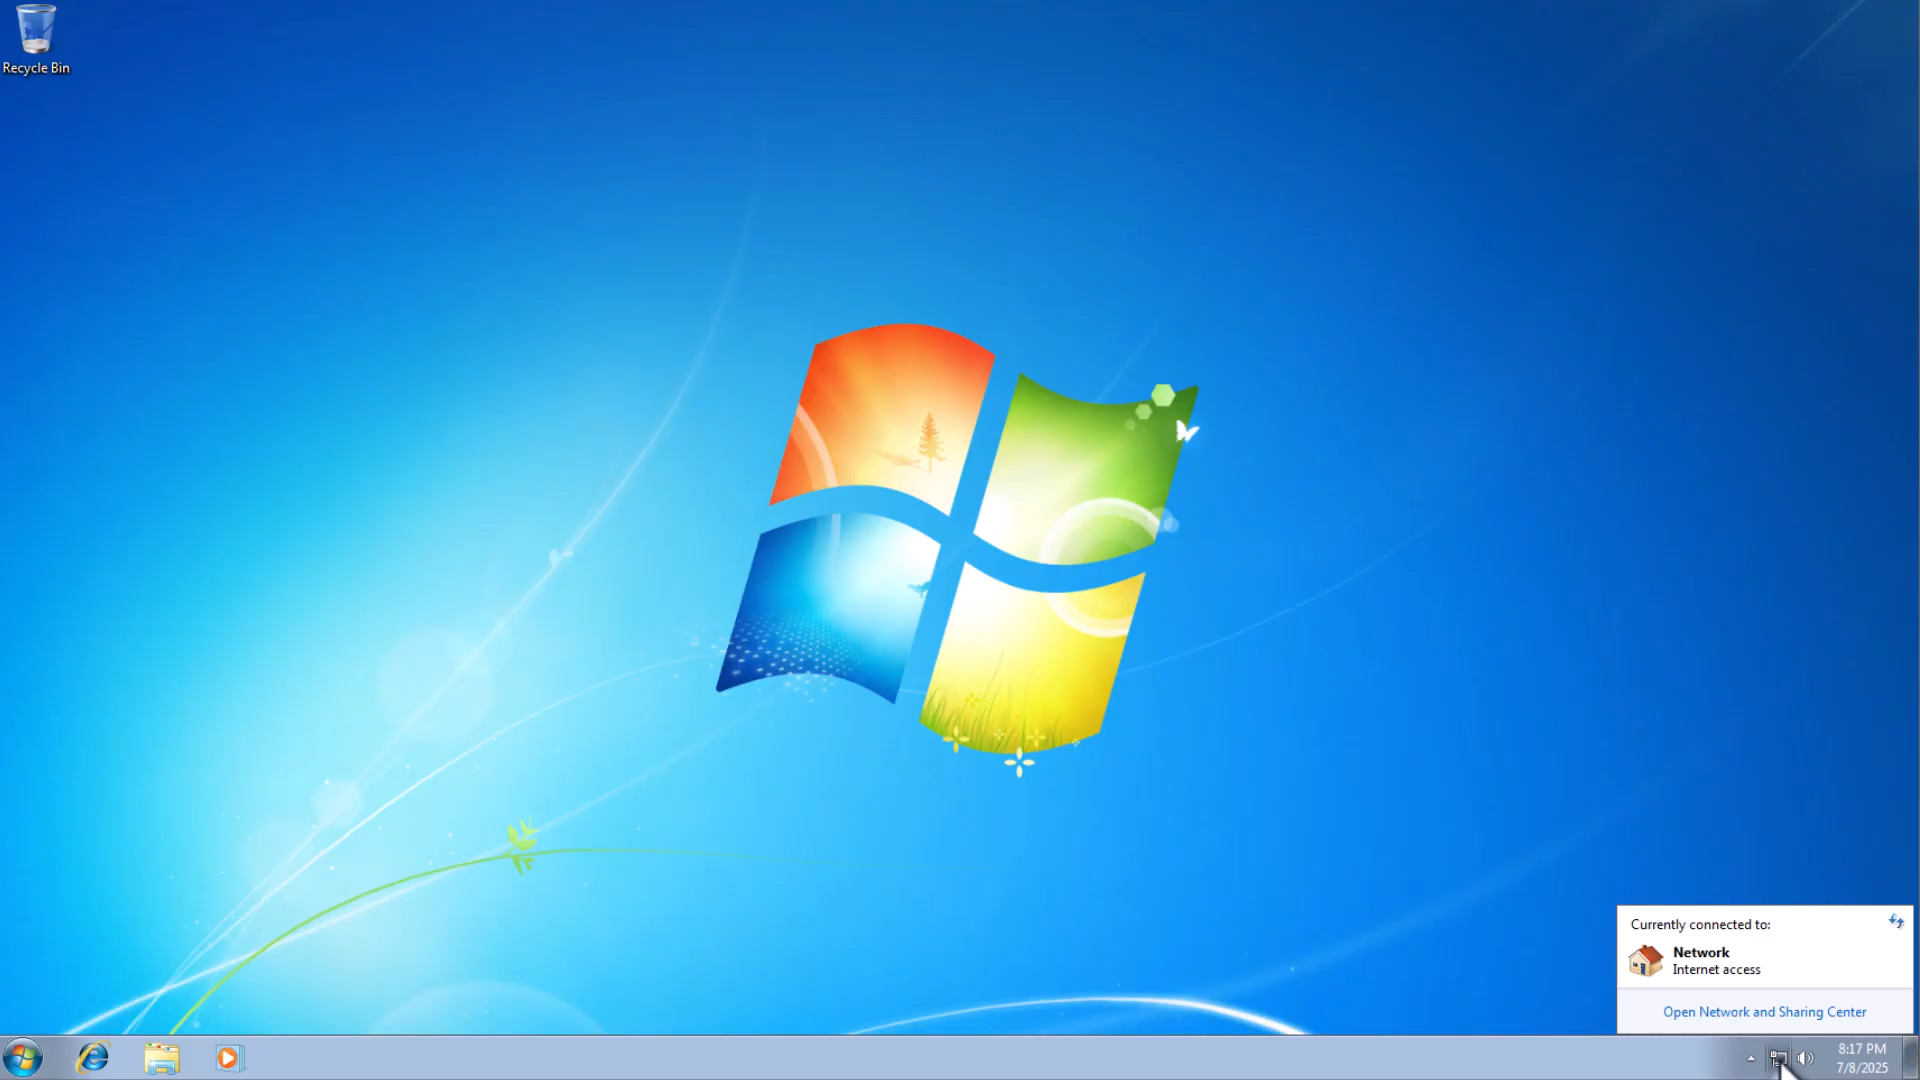 Recycle Bin
Currently connected to:
Network
Internet access
Open Network and Sharing Center
8:17 PM
7/8/2025